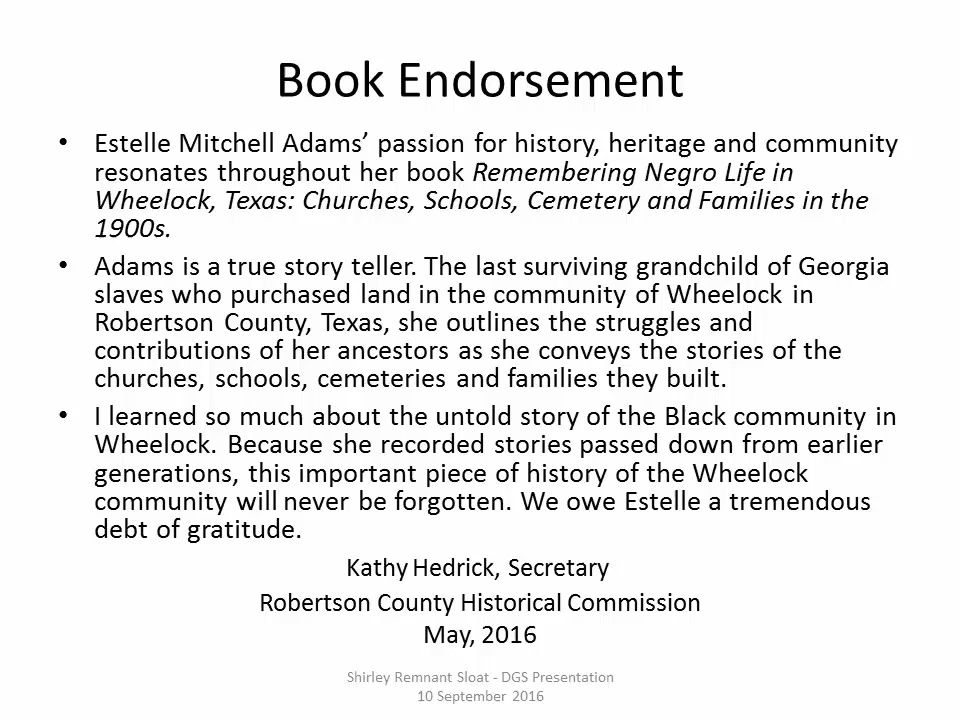 Book Endorsement
• Estelle Mitchell Adams’ passion for history, heritage and community
resonates throughout her book Remembering Negro Life in
Wheelock, Texas: Churches, Schools, Cemetery and Families in the
1900s.
• Adams is a true story teller. The last surviving grandchild of Georgia
slaves who purchased land in the community of Wheelock in
Robertson County, Texas, she outlines the struggles and
contributions of her ancestors as she conveys the stories of the
churches, schools, cemeteries and families they built.
• I learned so much about the untold story of the Black community in
Wheelock. Because she recorded stories passed down from earlier
generations, this important piece of history of the Wheelock
community will never be forgotten. We owe Estelle a tremendous
debt of gratitude.
Kathy Hedrick, Secretary
Robertson County Historical Commission
May, 2016
Shirley Remnant Sloat - DGS Presentation
10 September 2016